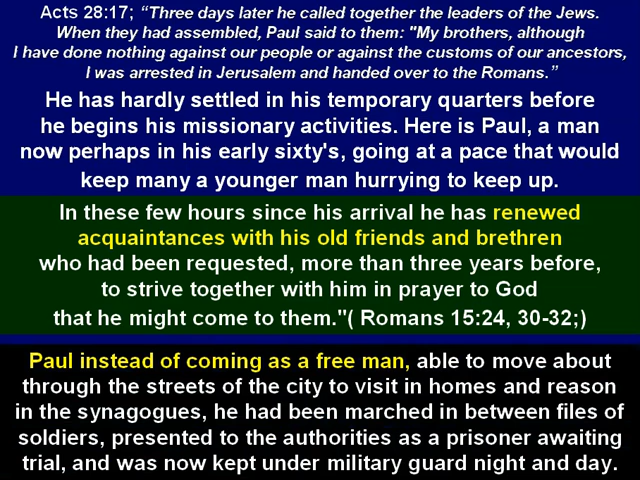 Acts 28:17; “Three days later he called together the leaders of the Jews.
When they had assembled, Paul said to them: "My brothers, although
I have done nothing against our people or against the customs of our ancestors,
I was arrested in Jerusalem and handed over to the Romans.”
He has hardly settled in his temporary quarters before
he begins his missionary activities. Here is Paul, a man
now perhaps in his early sixty's, going at a pace that would
keep many a younger man hurrying to keep up.
In these few hours since his arrival he has renewed
acquaintances with his old friends and brethren
who had been requested, more than three years before,
to strive together with him in prayer to God
that he might come to them."( Romans 15:24, 30-32;)
Paul instead of coming as a free man, able to move about
through the streets of the city to visit in homes and reason
in the synagogues, he had been marched in between files of
soldiers, presented to the authorities as a prisoner awaiting
trial, and was now kept under military guard night and day.